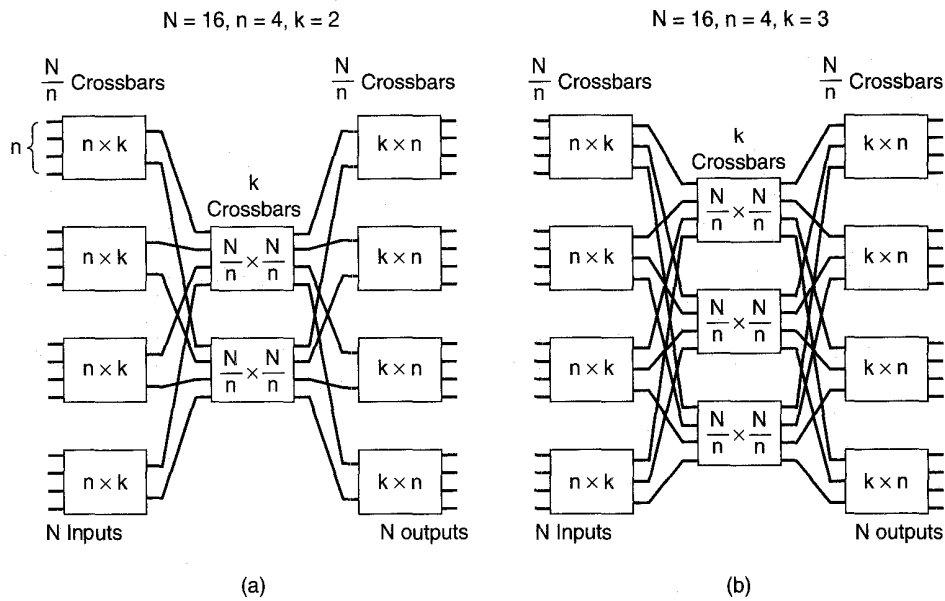 N = 16, n = 4, k = 2
N/n Crossbars
N/n Crossbars
n
n × k
k × n
k
Crossbars
n × k
N/n × N/n
k × n
n × k
N/n × N/n
k × n
n × k
k × n
N Inputs
N outputs
(a)
N = 16, n = 4, k = 3
N/n Crossbars
N/n Crossbars
n × k
k × n
k
Crossbars
N/n × N/n
n × k
k × n
N/n × N/n
n × k
k × n
N/n × N/n
n × k
k × n
N Inputs
N outputs
(b)